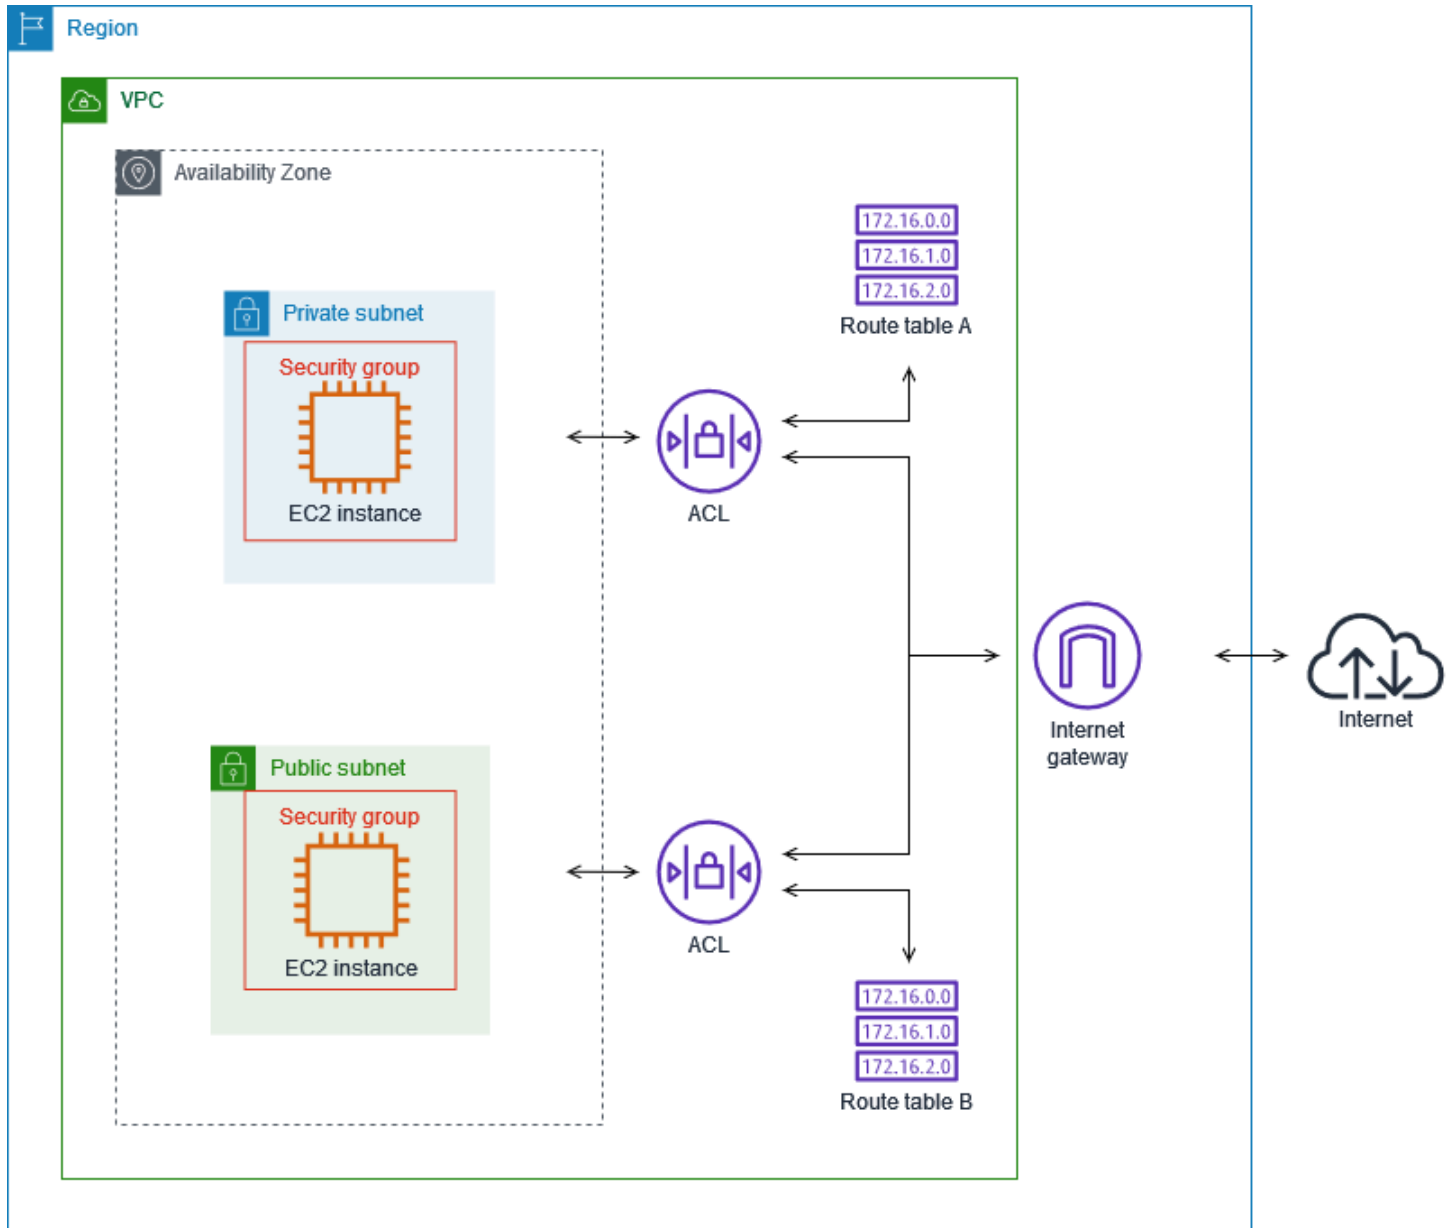 Region
VPC
Availability Zone
172.16.0.0
172.16.1.0
172.16.2.0
Route table A
Private subnet
Security group
EC2 instance
ACL
Internet
gateway
Internet
Public subnet
Security group
EC2 instance
ACL
172.16.0.0
172.16.1.0
172.16.2.0
Route table B